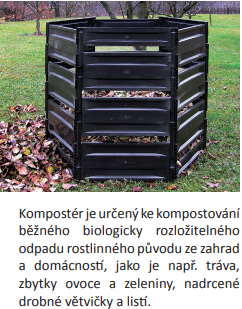 Kompostér je určený ke kompostování
běžného biologicky rozložitelného
odpadu rostlinného původu ze zahrad
a domácností, jako je např. tráva,
zbytky ovoce a zeleniny, nadrcené
drobné větvičky a listí.